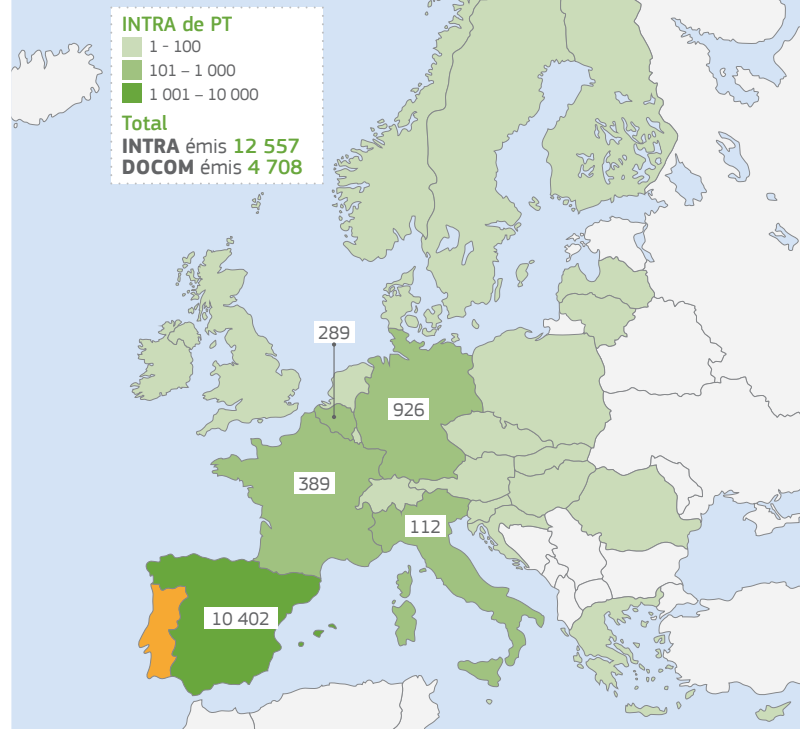 INTRA de PT
1 - 100
101 – 1 000
1 001 – 10 000
Total
INTRA émis 12 557
DOCOM émis 4 708
289
926
389
112
10 402